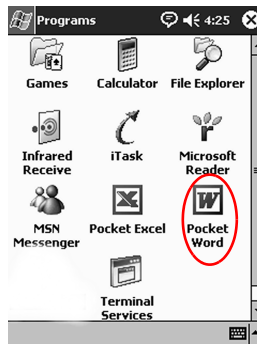 Programs 4:25
Games Calculator File Explorer
Infrared Receive iTask Microsoft Reader
MSN Messenger Pocket Excel Pocket Word
Terminal Services